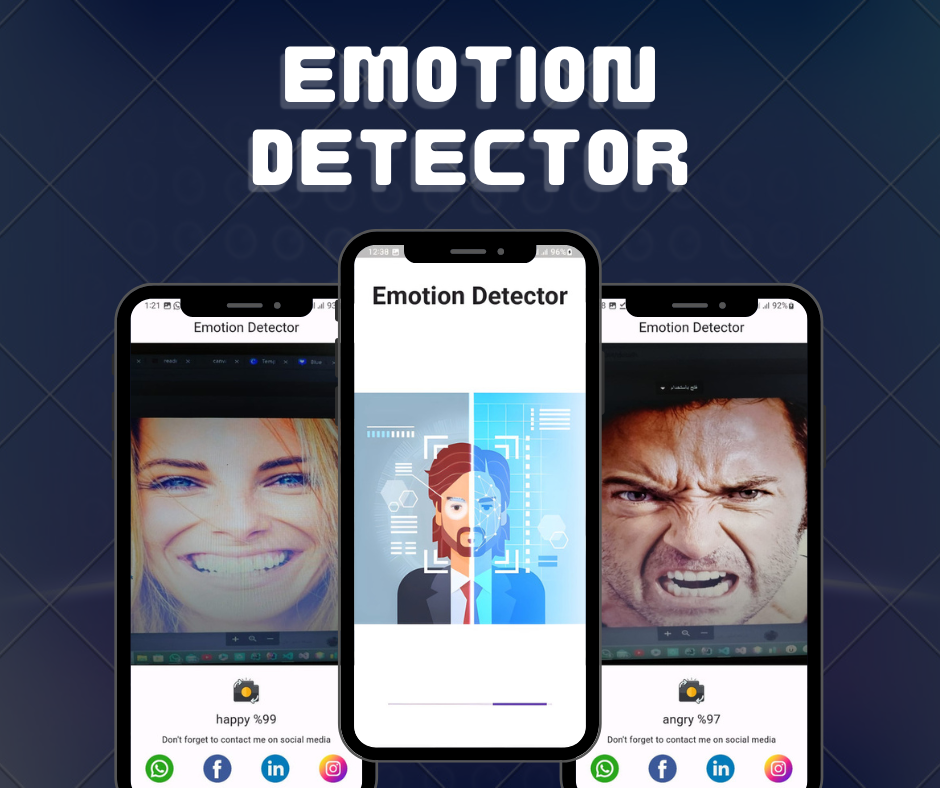 EMOTION
DETECTOR
12:38
96%
Emotion Detector
1:21
Emotion Detector
happy %99
Don't forget to contact me on social media
92%
Emotion Detector
angry %97
Don't forget to contact me on social media